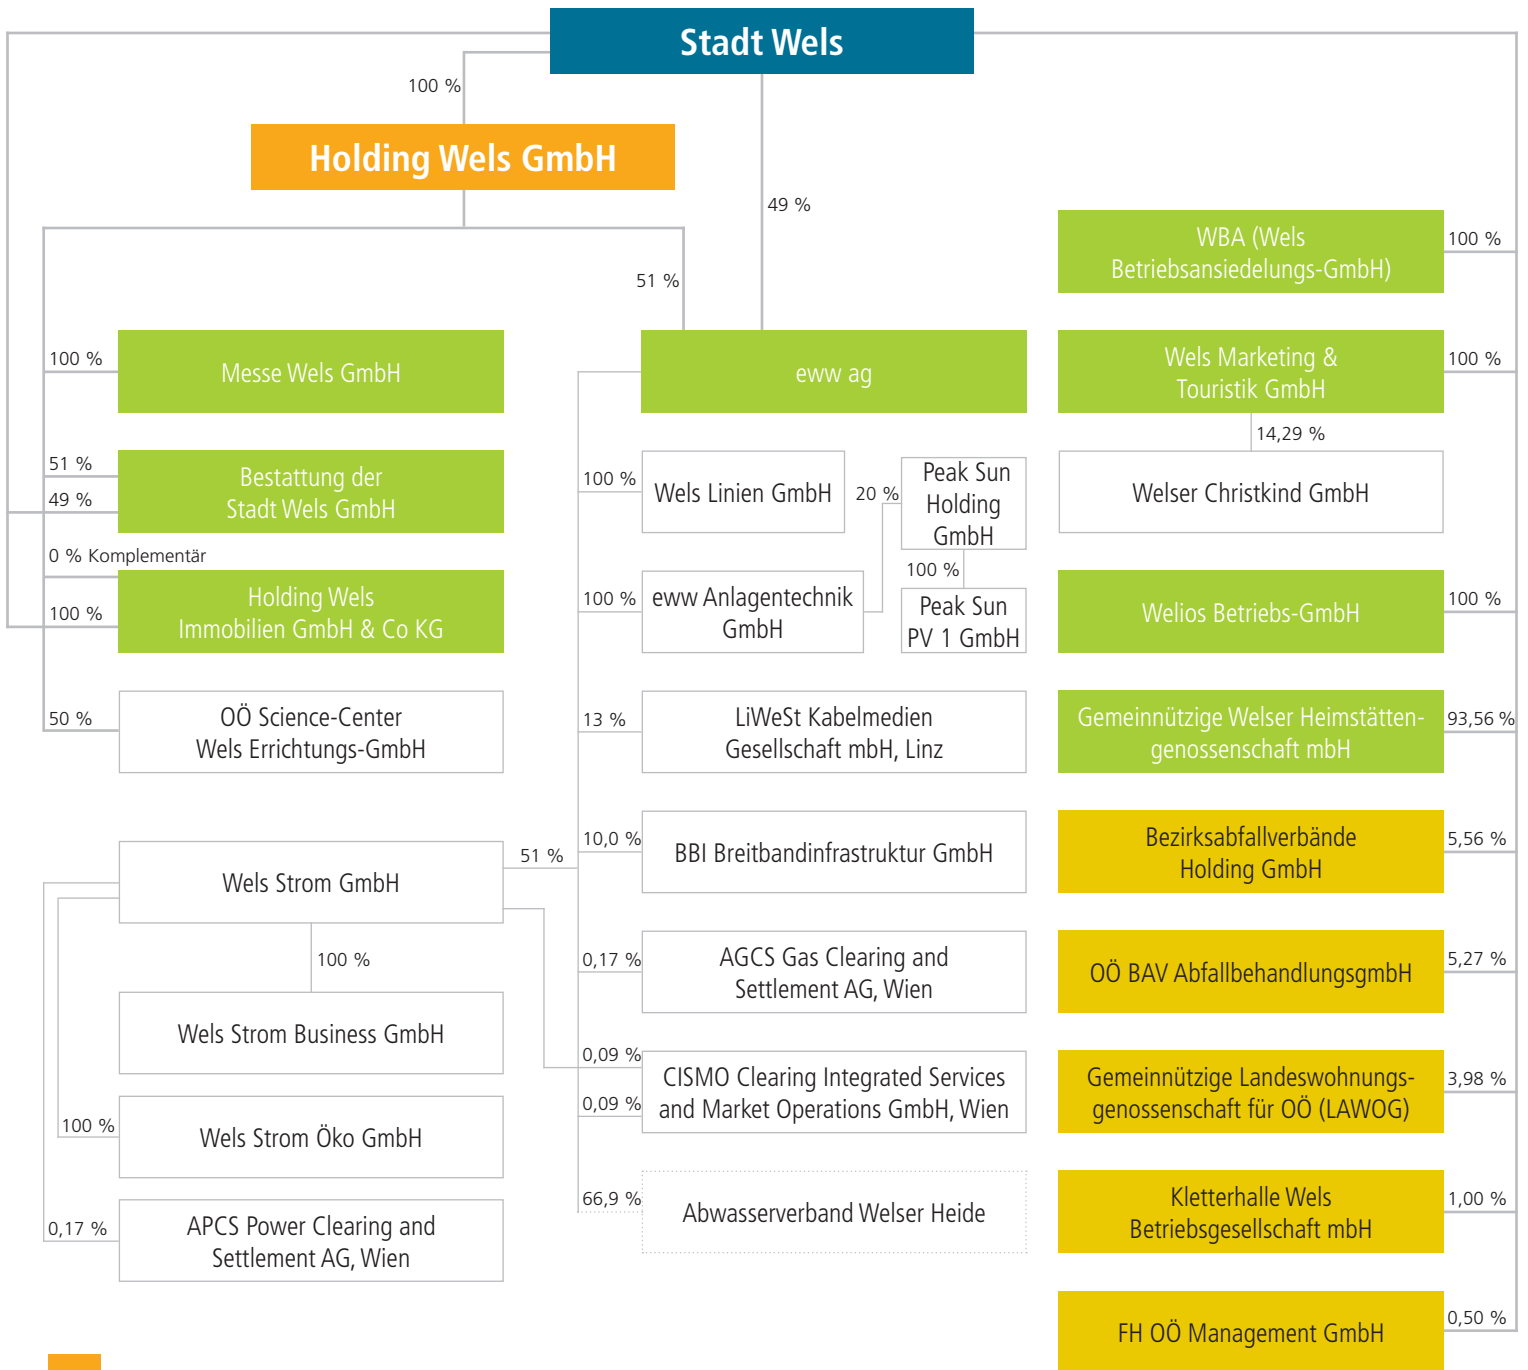 Stadt Wels
100 %
Holding Wels GmbH
49 %
51 %
WBA (Wels
Betriebsansiedelungs-GmbH)
100 %
100 %
Messe Wels GmbH
eww ag
Wels Marketing &
Touristik GmbH
100 %
14,29 %
51 %
49 %
Bestattung der
Stadt Wels GmbH
100 %
Wels Linien GmbH
20 %
Peak Sun
Holding
GmbH
Welser Christkind GmbH
0 % Komplementär
100 %
Holding Wels
Immobilien GmbH & Co KG
100 %
eww Anlagentechnik
GmbH
100 %
Peak Sun
PV 1 GmbH
Welios Betriebs-GmbH
100 %
50 %
OÖ Science-Center
Wels Errichtungs-GmbH
13 %
LiWeSt Kabelmedien
Gesellschaft mbH, Linz
Gemeinnützige Welser Heimstätten-
genossenschaft mbH
93,56 %
Wels Strom GmbH
51 %
10,0 %
BBI Breitbandinfrastruktur GmbH
Bezirksabfallverbände
Holding GmbH
5,56 %
100 %
0,17 %
AGCS Gas Clearing and
Settlement AG, Wien
OÖ BAV AbfallbehandlungsgmbH
5,27 %
Wels Strom Business GmbH
0,09 %
0,09 %
CISMO Clearing Integrated Services
and Market Operations GmbH, Wien
Gemeinnützige Landeswohnungs-
genossenschaft für OÖ (LAWOG)
3,98 %
100 %
Wels Strom Öko GmbH
66,9 %
Abwasserverband Welser Heide
Kletterhalle Wels
Betriebsgesellschaft mbH
1,00 %
0,17 %
APCS Power Clearing and
Settlement AG, Wien
FH OÖ Management GmbH
0,50 %